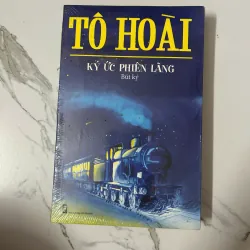 TÔ HOÀI
KÝ ỨC PHIÊN LÃNG
Bút ký